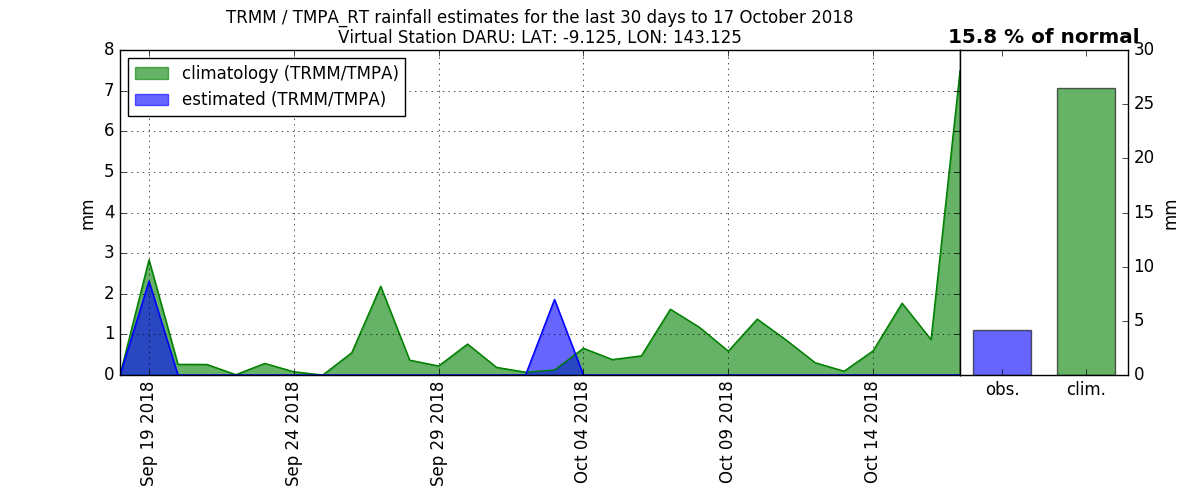 TRMM / TMPA_RT rainfall estimates for the last 30 days to 17 October 2018
Virtual Station DARU: LAT: -9.125, LON: 143.125
15.8 % of normal
climatology (TRMM/TMPA)
estimated (TRMM/TMPA)
8
7
6
5
4
3
2
1
0
mm
Sep 19 2018
Sep 24 2018
Sep 29 2018
Oct 04 2018
Oct 09 2018
Oct 14 2018
30
25
20
15
10
5
0
mm
obs.
clim.